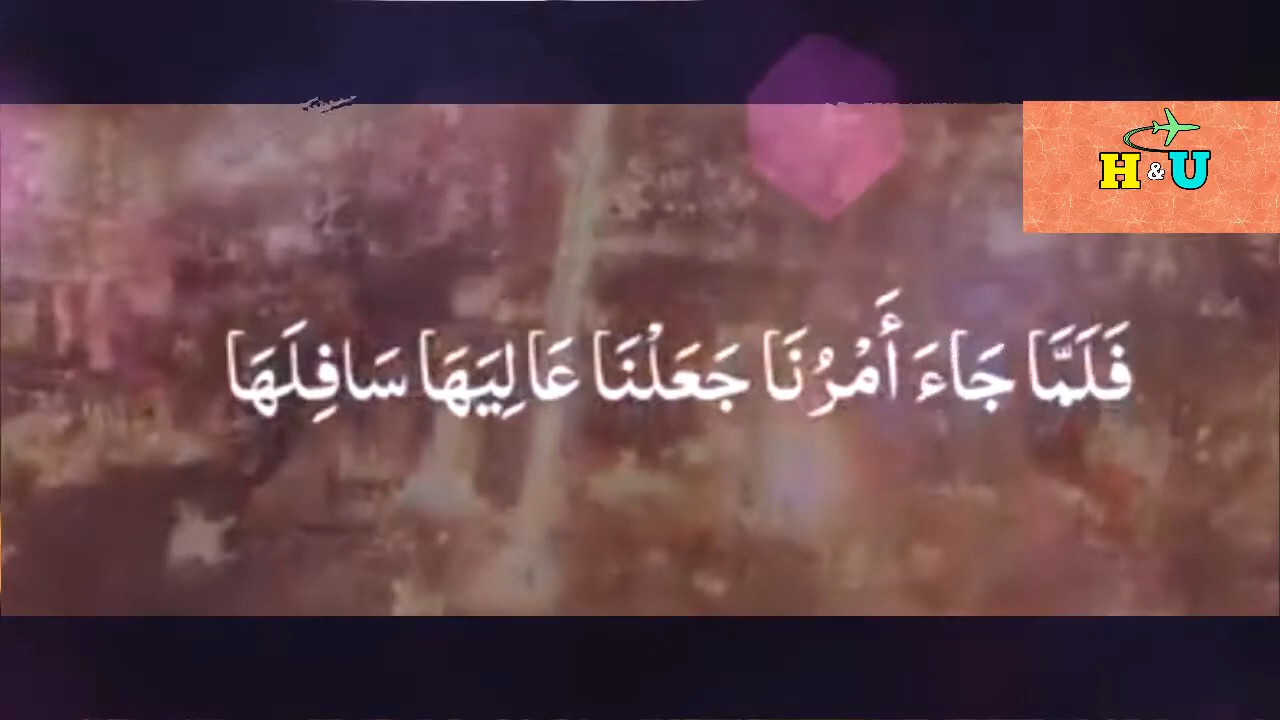 H & U
فَلَمَّا جَاءَ أَمْرُنَا جَعَلْنَا عَالِيَهَا سَافِلَهَا